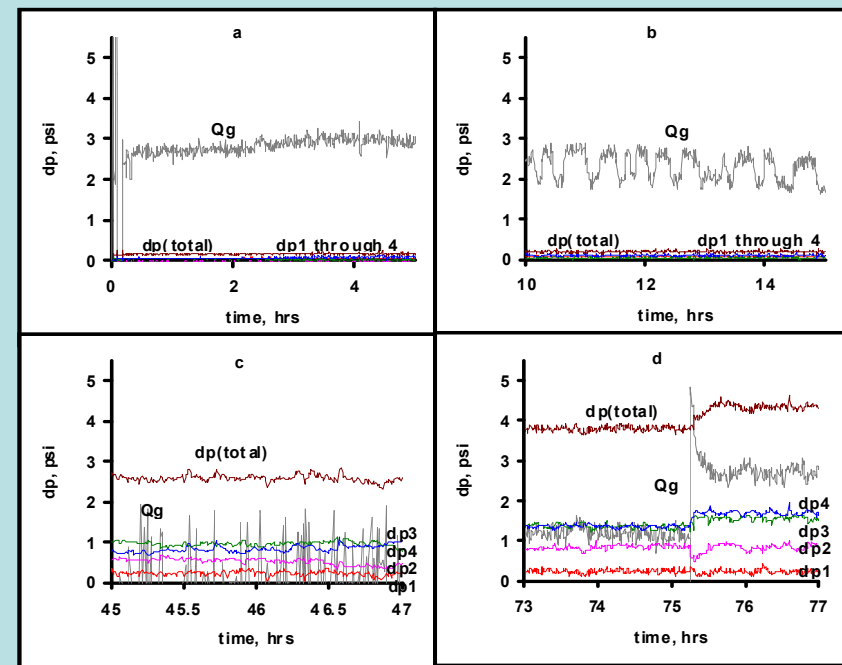 a
5
4
3
2
1
0
dp, psi
Qg
dp(total) dp1 through 4
0 2 4
time, hrs
b
5
4
3
2
1
0
dp, psi
Qg
dp(total) dp1 through 4
10 12 14
time, hrs
c
5
4
3
2
1
0
dp, psi
dp(total)
Qg
dp3
dp4
dp2
dp1
45 45.5 46 46.5 47
time, hrs
d
5
4
3
2
1
0
dp, psi
dp(total)
Qg
dp4
dp3
dp2
dp1
73 74 75 76 77
time, hrs